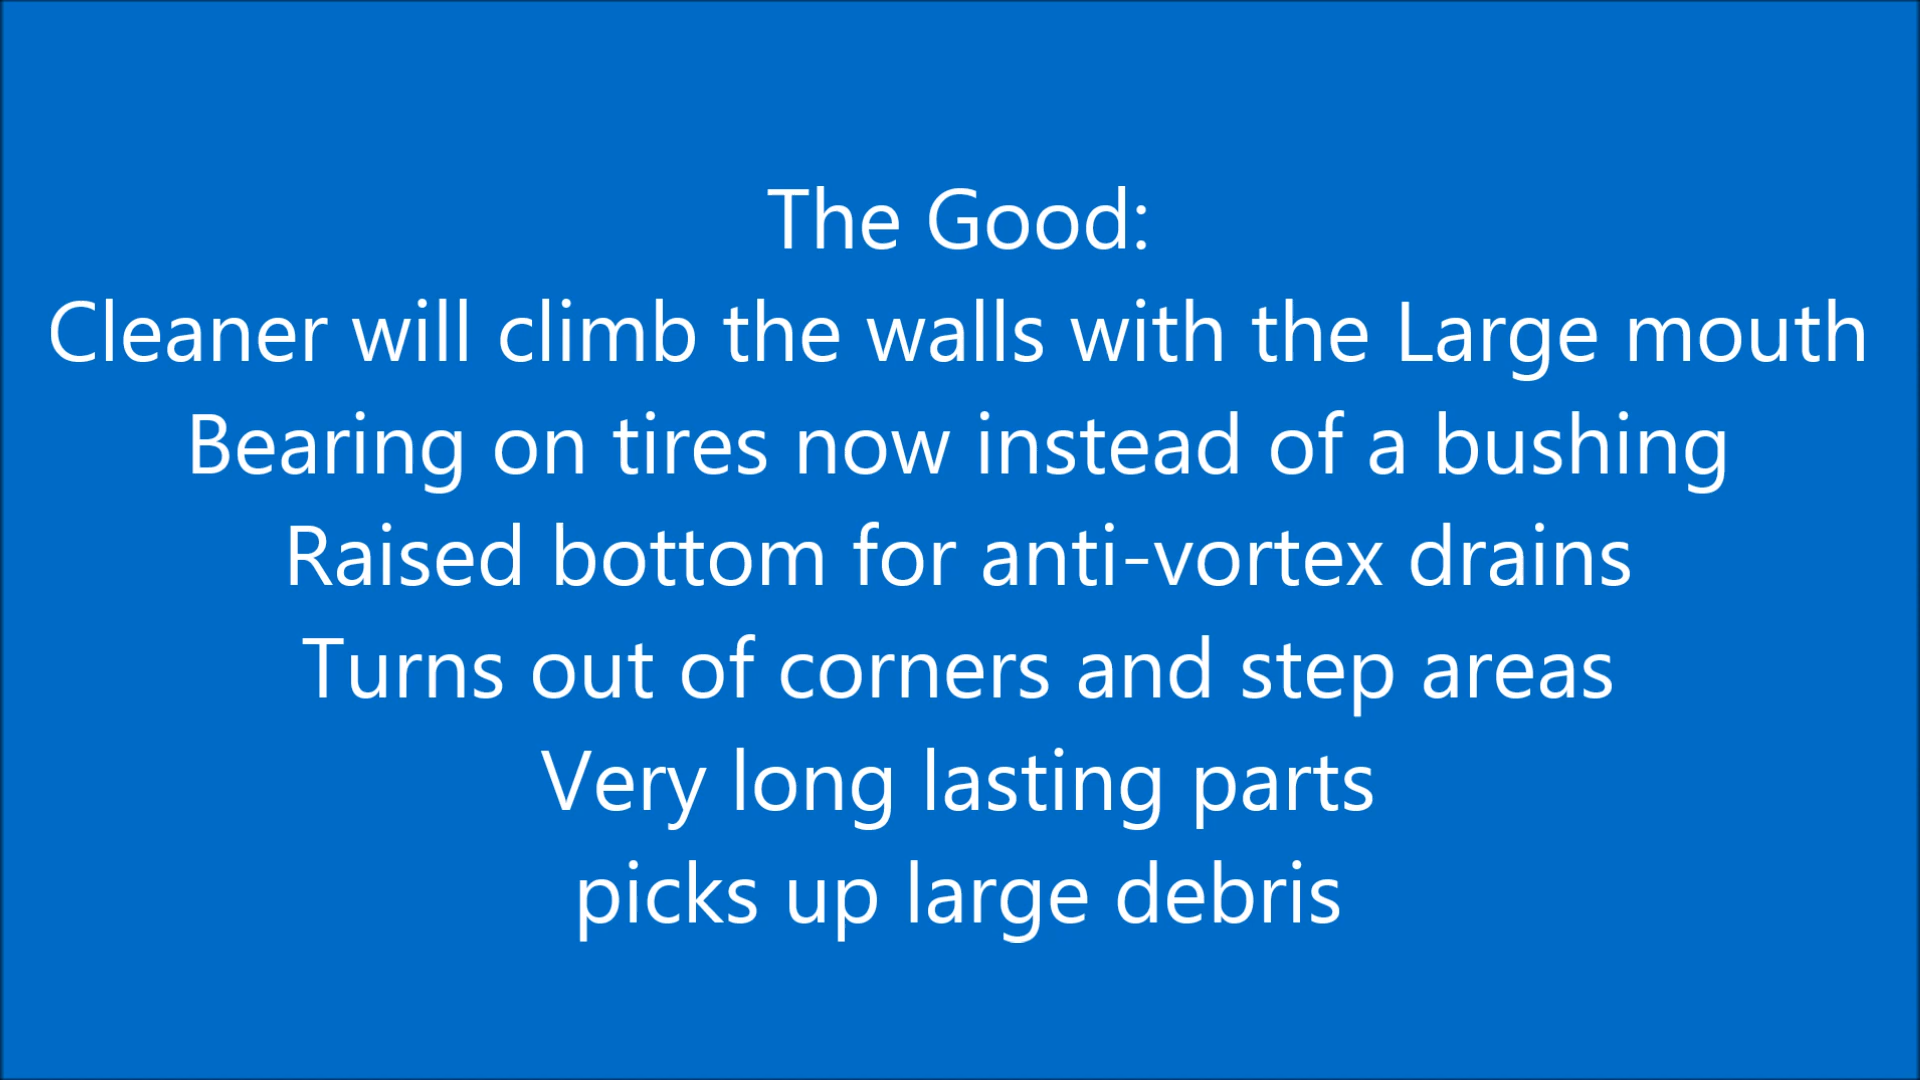 The Good:
Cleaner will climb the walls with the Large mouth
Bearing on tires now instead of a bushing
Raised bottom for anti-vortex drains
Turns out of corners and step areas
Very long lasting parts
picks up large debris